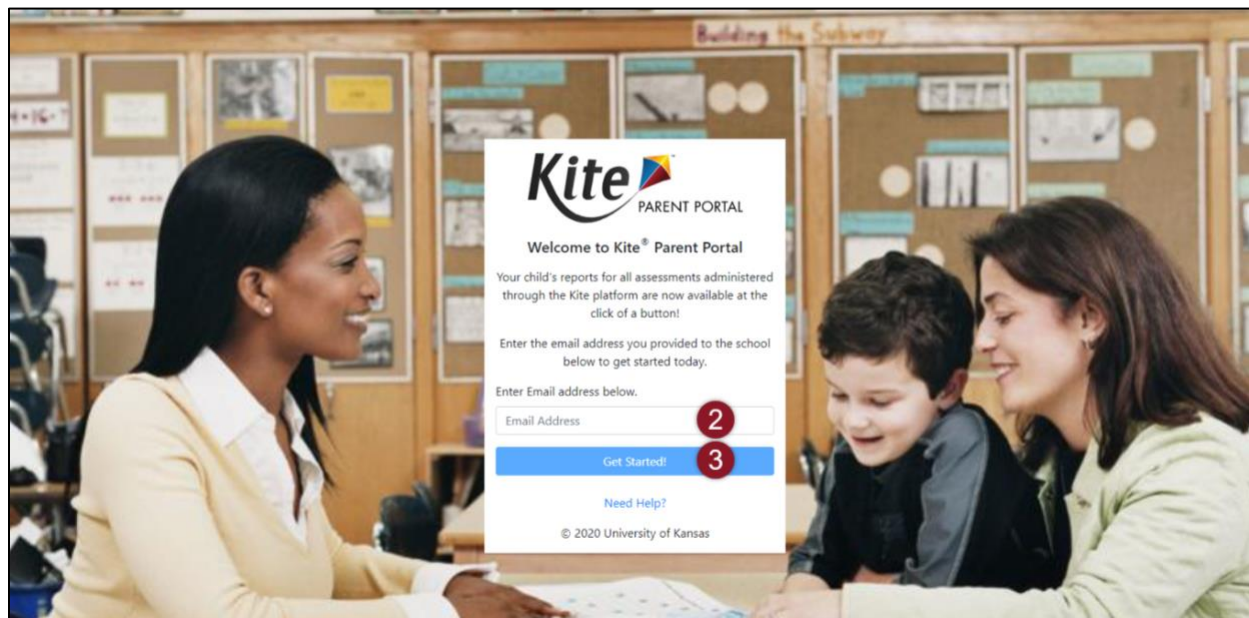 Building the Subway
Kite
PARENT PORTAL
Welcome to Kite® Parent Portal
Your child's reports for all assessments administered
through the Kite platform are now available at the
click of a button!
Enter the email address you provided to the school
below to get started today.
Enter Email address below.
Email Address 2
Get Started! 3
Need Help?
© 2020 University of Kansas